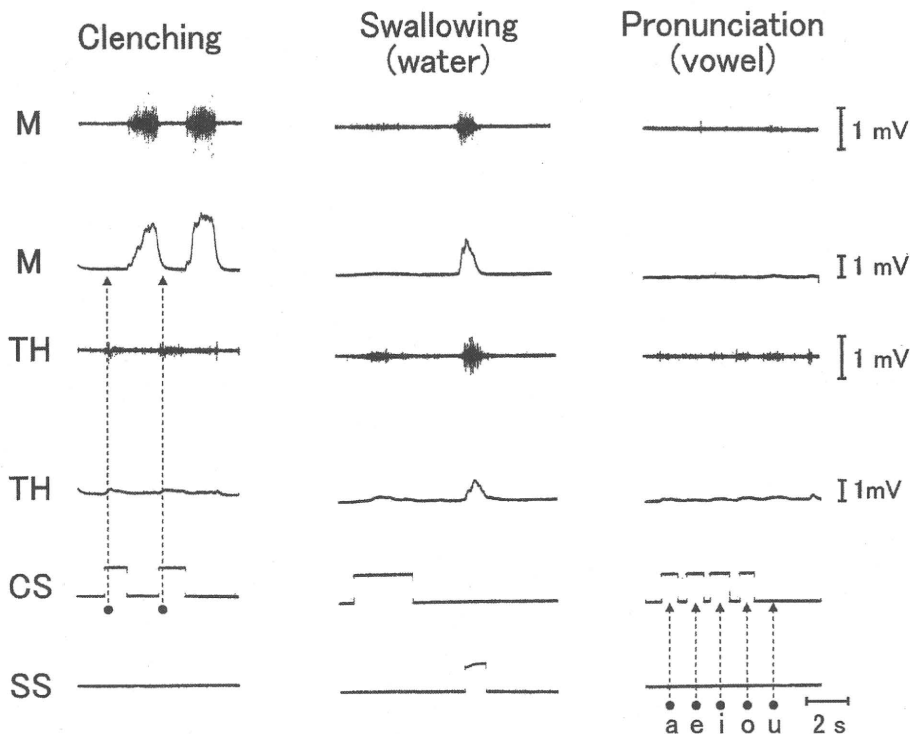 Clenching
Swallowing
(water)
Pronunciation
(vowel)
M
1 mV
M
1 mV
TH
1 mV
TH
1mV
CS
SS
a e i o u
2 s